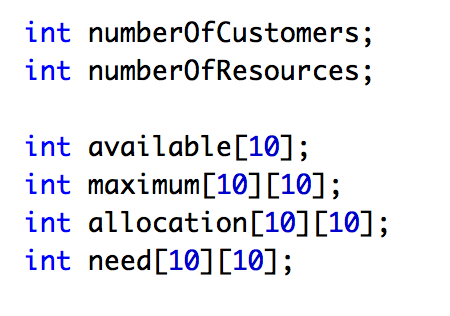 int numberOfCustomers;
int numberOfResources;
int available[10];
int maximum[10][10];
int allocation[10][10];
int need[10][10];